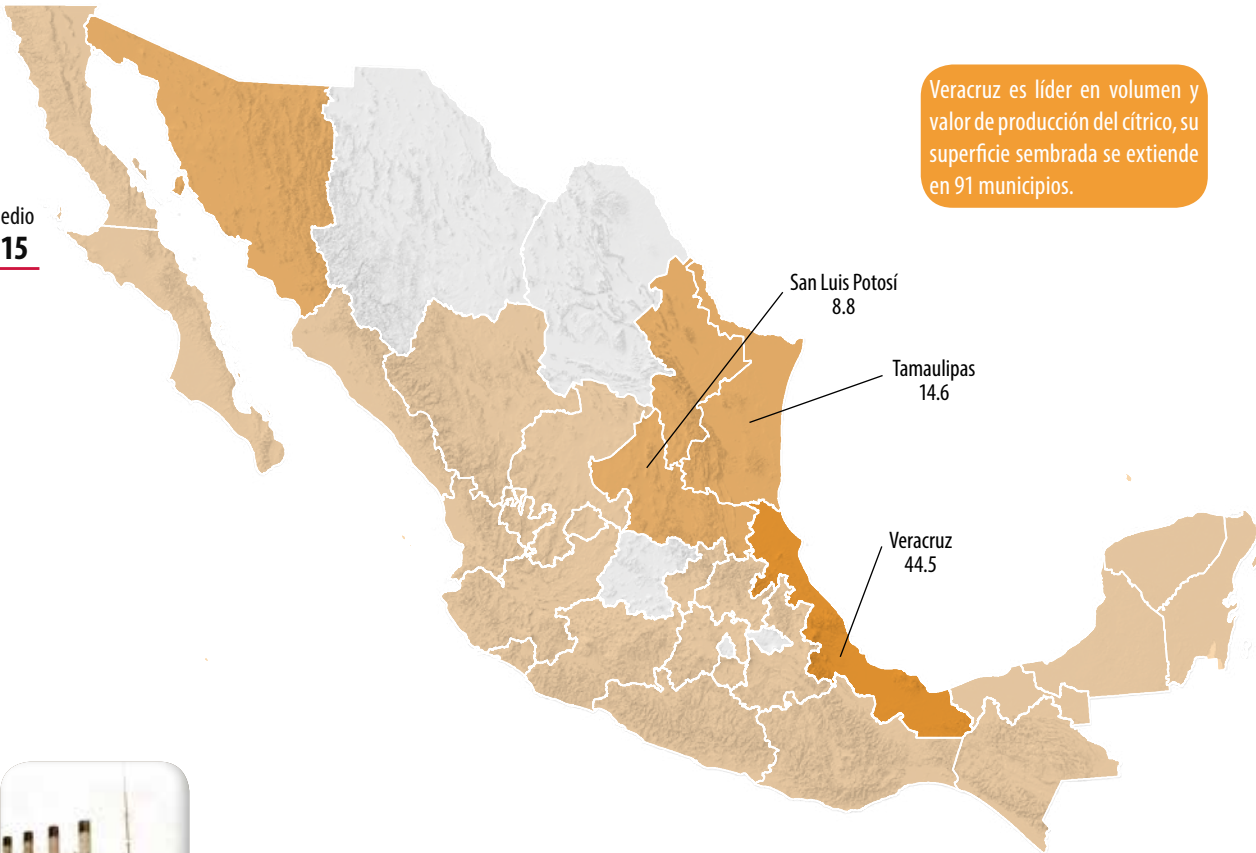 Veracruz es líder en volumen y
valor de producción del cítrico, su
superficie sembrada se extiende
en 91 municipios.
edio
15
San Luis Potosí
8.8
Tamaulipas
14.6
Veracruz
44.5